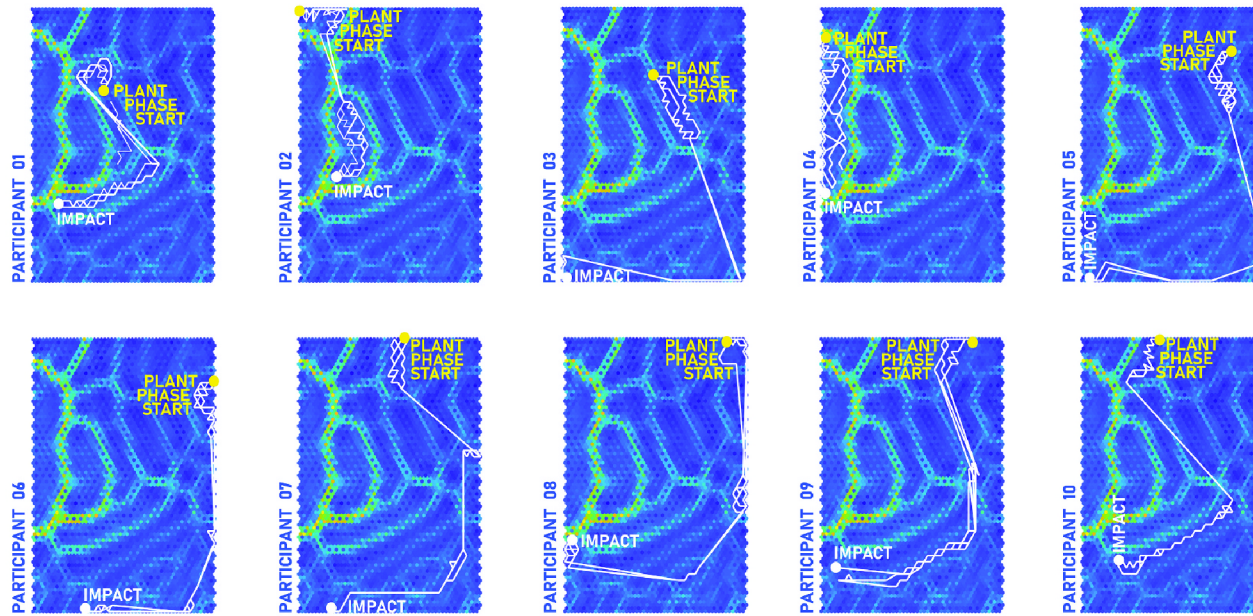 PARTICIPANT 01
PLANT
PHASE
START
IMPACT
PARTICIPANT 02
PLANT
PHASE
START
IMPACT
PARTICIPANT 03
PLANT
PHASE
START
IMPACT
PARTICIPANT 04
PLANT
PHASE
START
IMPACT
PARTICIPANT 05
PLANT
PHASE
START
IMPACT
PARTICIPANT 06
PLANT
PHASE
START
IMPACT
PARTICIPANT 07
PLANT
PHASE
START
IMPACT
PARTICIPANT 08
PLANT
PHASE
START
IMPACT
PARTICIPANT 09
PLANT
PHASE
START
IMPACT
PARTICIPANT 10
PLANT
PHASE
START
IMPACT